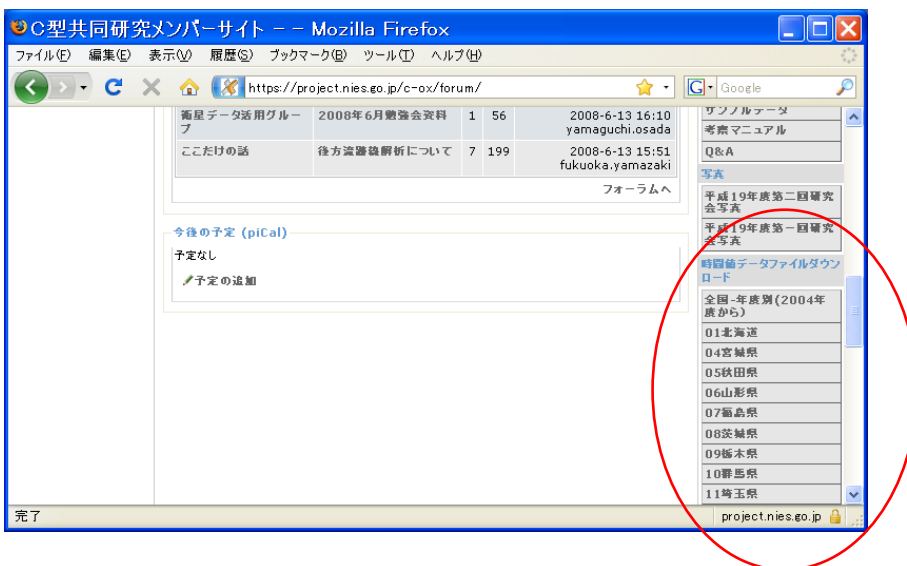 C型共同研究メンバーサイト -- Mozilla Firefox
ファイル(F) 編集(E) 表示(V) 履歴(S) ブックマーク(B) ツール(T) ヘルプ(H)
https://project.nies.go.jp/c-ox/forum/
Google
衛星データ活用グルー
プ
2008年6月勉強会資料 1 56 2008-6-13 16:10
yamaguchi.osada
ここだけの話 後方流跡線解析について 7 199 2008-6-13 15:51
fukuoka.yamazaki
フォーラムへ
今後の予定 (piCal)
予定なし
予定の追加
サンプルデータ
考察マニュアル
Q&A
写真
平成19年度第二回研究
会写真
平成19年度第一回研究
会写真
時間値データファイルダウン
ロード
全国-年度別(2004年
度から)
01北海道
04宮城県
05秋田県
06山形県
07福島県
08茨城県
09栃木県
10群馬県
11埼玉県
完了
project.nies.go.jp